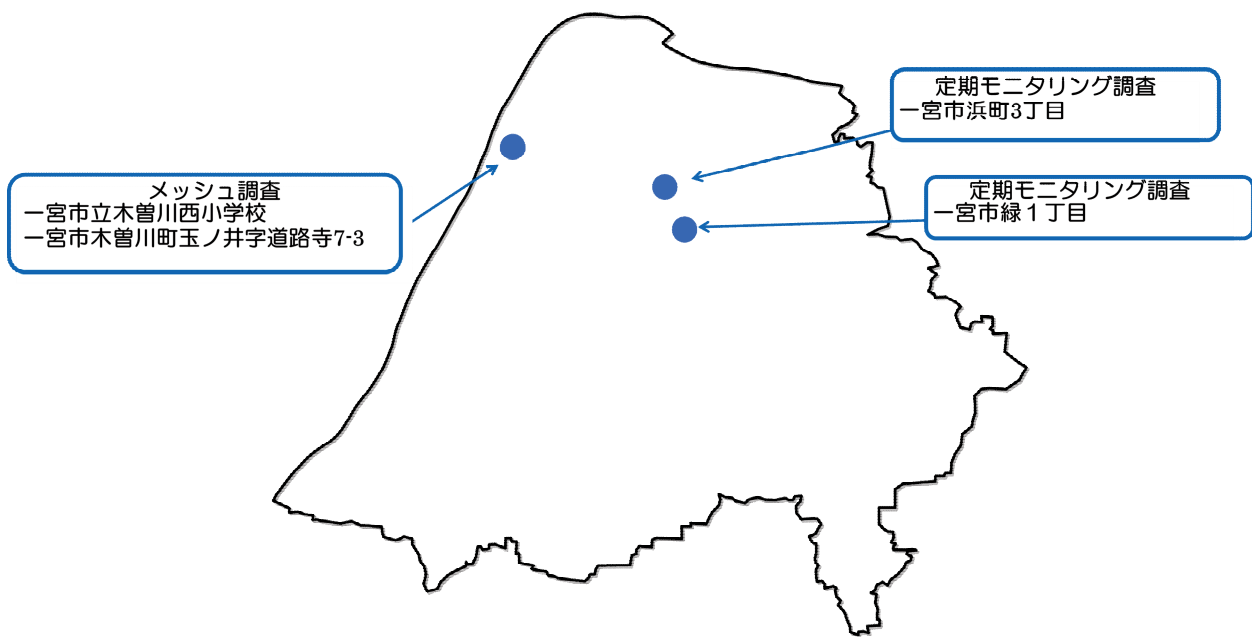 定期モニタリング調査
一宮市浜町3丁目
メッシュ調査
一宮市立木曽川西小学校
一宮市木曽川町玉ノ井字道路寺7-3
定期モニタリング調査
一宮市緑１丁目